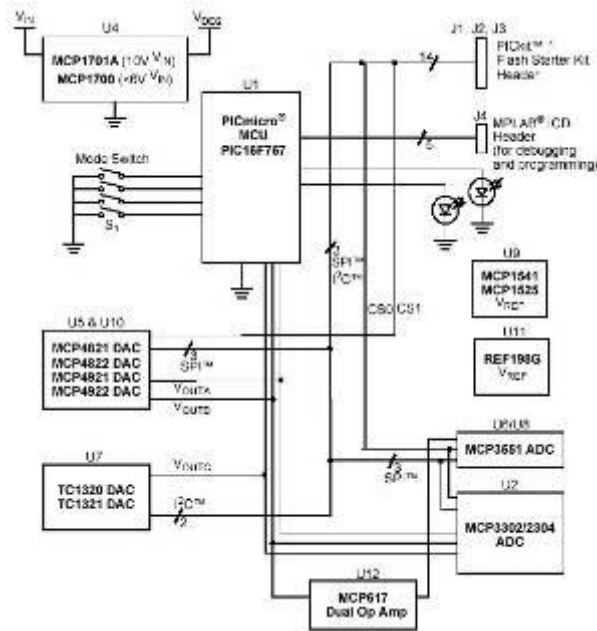 VIN
VDD2
U4
MCP1701A (10V VIN)
MCP1700 (<6V VIN)
J1, J2, J3
PICkit™ 1
Flash Starter Kit
Header
14
U1
PICmicro®
MCU
PIC16F767
J4
MPLAB® ICD
Header
(for debugging
and programming)
5
Mode Switch
S1
SPI™
I²C™
CS0
CS1
U9
MCP1541
MCP1525
VREF
U11
REF198G
VREF
U5 & U10
MCP4821 DAC
MCP4822 DAC
MCP4921 DAC
MCP4922 DAC
3
SPI™
VOUTA
VOUTB
U6/U8
MCP3551 ADC
3
SPI™
U7
TC1320 DAC
TC1321 DAC
VOUTC
I²C™
2
U2
MCP3302/2304
ADC
U12
MCP617
Dual Op Amp